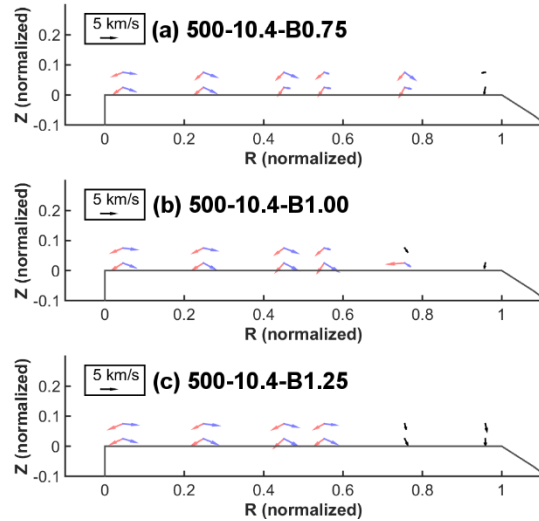 5 km/s
(a) 500-10.4-B0.75
Z (normalized)
0.2
0.1
0
-0.1
0 0.2 0.4 0.6 0.8 1
R (normalized)
5 km/s
(b) 500-10.4-B1.00
Z (normalized)
0.2
0.1
0
-0.1
0 0.2 0.4 0.6 0.8 1
R (normalized)
5 km/s
(c) 500-10.4-B1.25
Z (normalized)
0.2
0.1
0
-0.1
0 0.2 0.4 0.6 0.8 1
R (normalized)